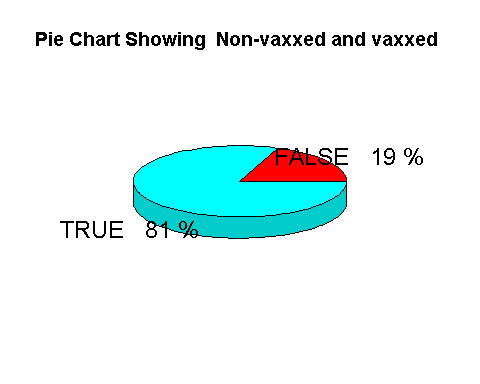 Pie Chart Showing  Non-vaxxed and vaxxed
FALSE   19 %
TRUE   81 %